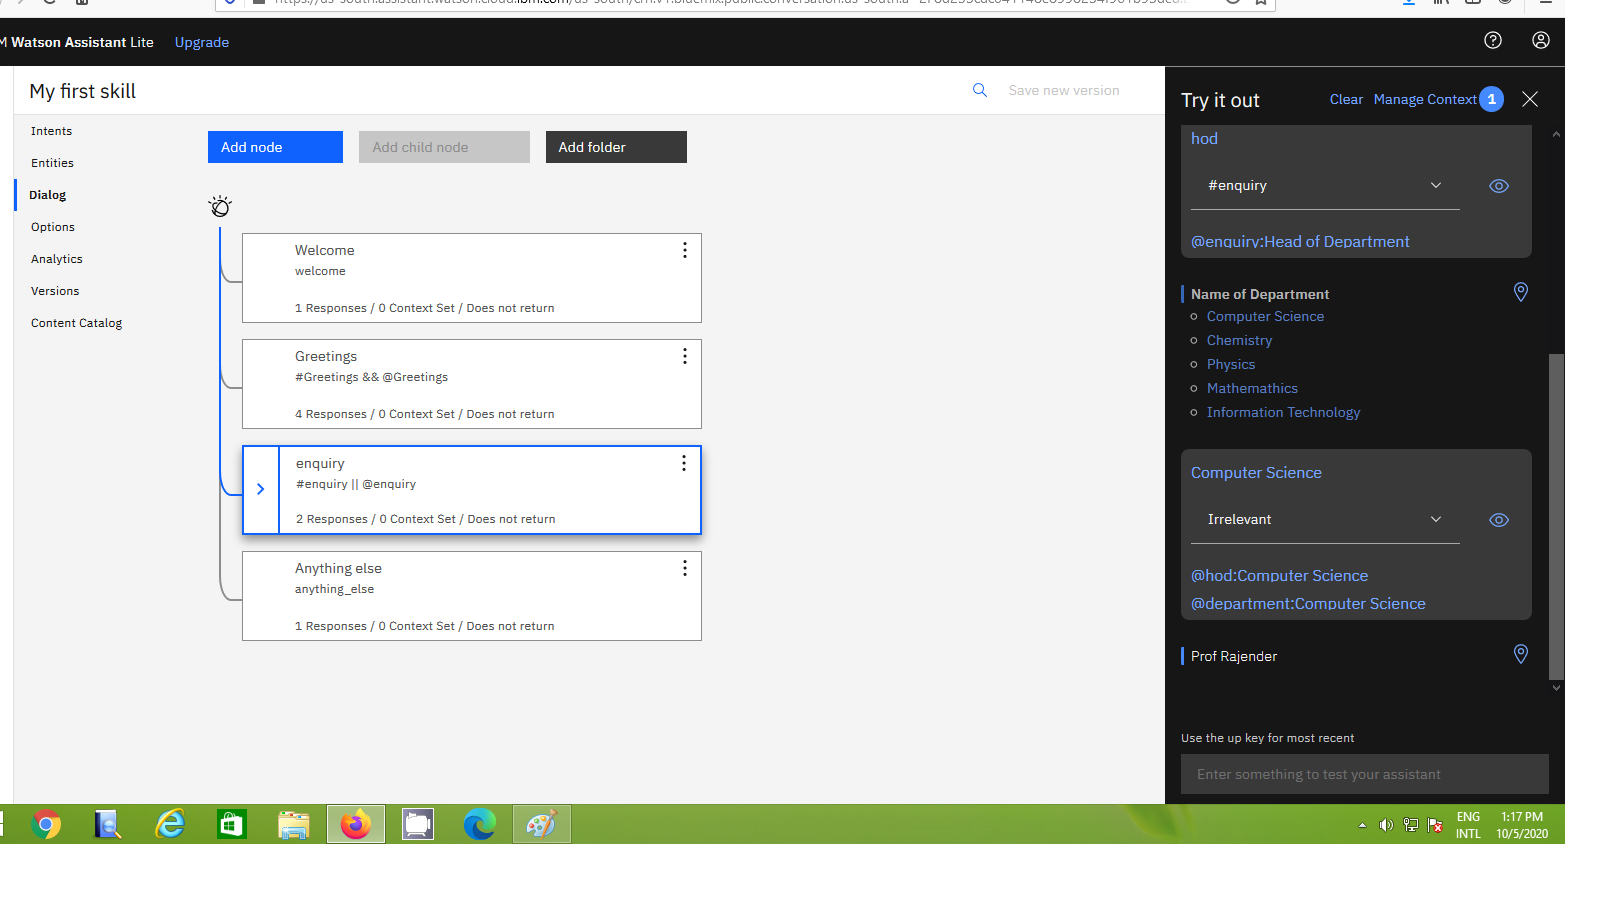 M Watson Assistant Lite Upgrade
My first skill
Save new version
Intents
Entities
Dialog
Options
Analytics
Versions
Content Catalog
Add node
Add child node
Add folder
Welcome
welcome
1 Responses / 0 Context Set / Does not return
Greetings
#Greetings && @Greetings
4 Responses / 0 Context Set / Does not return
enquiry
#enquiry || @enquiry
2 Responses / 0 Context Set / Does not return
Anything else
anything_else
1 Responses / 0 Context Set / Does not return
Try it out
Clear Manage Context 1
hod
#enquiry
@enquiry:Head of Department
Name of Department
Computer Science
Chemistry
Physics
Mathemathics
Information Technology
Computer Science
Irrelevant
@hod:Computer Science
@department:Computer Science
Prof Rajender
Use the up key for most recent
Enter something to test your assistant
ENG
INTL
1:17 PM
10/5/2020